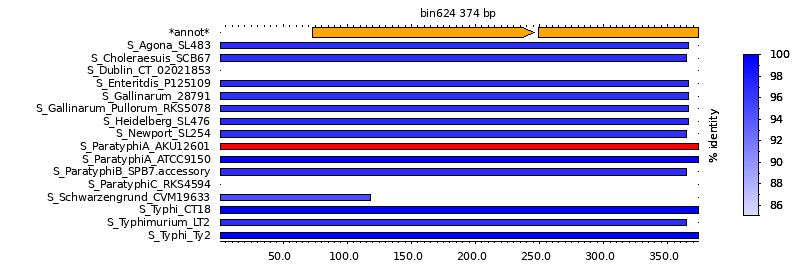 bin624 374 bp
*annot*
S_Agona_SL483
S_Choleraesuis_SCB67
S_Dublin_CT_02021853
S_Enteritdis_P125109
S_Gallinarum_28791
S_Gallinarum_Pullorum_RKS5078
S_Heidelberg_SL476
S_Newport_SL254
S_ParatyphiA_AKU12601
S_ParatyphiA_ATCC9150
S_ParatyphiB_SPB7.accessory
S_ParatyphiC_RKS4594
S_Schwarzengrund_CVM19633
S_Typhi_CT18
S_Typhimurium_LT2
S_Typhi_Ty2
50.0 100.0 150.0 200.0 250.0 300.0 350.0
% identity
100
98
96
94
92
90
88
86